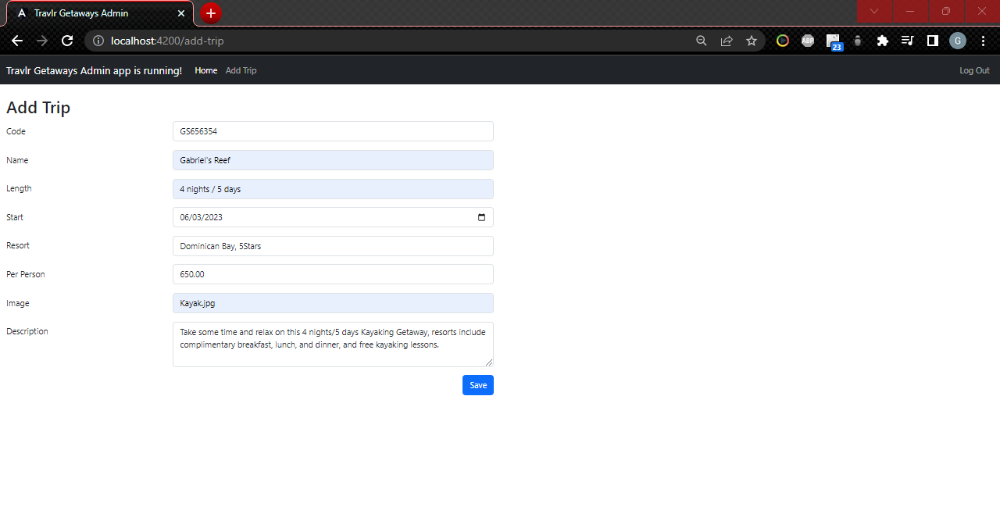 Travlr Getaways Admin
localhost:4200/add-trip
ABP
23
G
Travlr Getaways Admin app is running! Home Add Trip Log Out
Add Trip
Code GS656354
Name Gabriel's Reef
Length 4 nights / 5 days
Start 06/03/2023
Resort Dominican Bay, 5Stars
Per Person 650.00
Image Kayak.jpg
Description Take some time and relax on this 4 nights/5 days Kayaking Getaway, resorts include
complimentary breakfast, lunch, and dinner, and free kayaking lessons.
Save